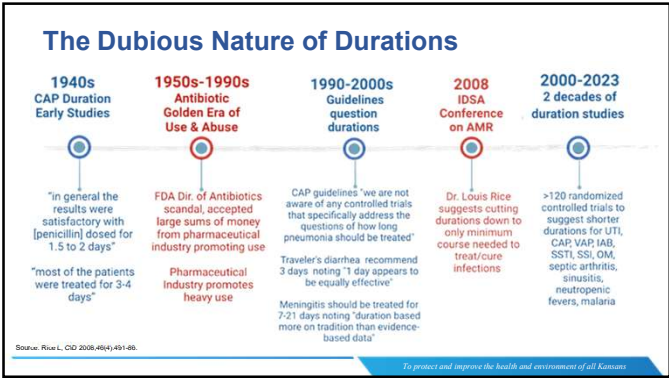 The Dubious Nature of Durations
1940s
CAP Duration
Early Studies
"in general the
results were
satisfactory with
[penicillin] dosed for
1.5 to 2 days"
"most of the patients
were treated for 3-4
days"
1950s-1990s
Antibiotic
Golden Era of
Use & Abuse
FDA Dir. of Antibiotics
scandal, accepted
large sums of money
from pharmaceutical
industry promoting use
Pharmaceutical
Industry promotes
heavy use
1990-2000s
Guidelines
question
durations
CAP guidelines "we are not
aware of any controlled trials
that specifically address the
questions of how long
pneumonia should be treated"
Traveler's diarrhea recommend
3 days noting "1 day appears to
be equally effective"
Meningitis should be treated for
7-21 days noting "duration based
more on tradition than evidence-
based data"
2008
IDSA
Conference
on AMR
Dr. Louis Rice
suggests cutting
durations down to
only minimum
course needed to
treat/cure
infections
2000-2023
2 decades of
duration studies
>120 randomized
controlled trials to
suggest shorter
durations for UTI,
CAP, VAP, IAB,
SSTI, SSI, OM,
septic arthritis,
sinusitis,
neutropenic
fevers, malaria
Source: Rice L, CID 2008;46(4):491-86.
To protect and improve the health and environment of all Kansans